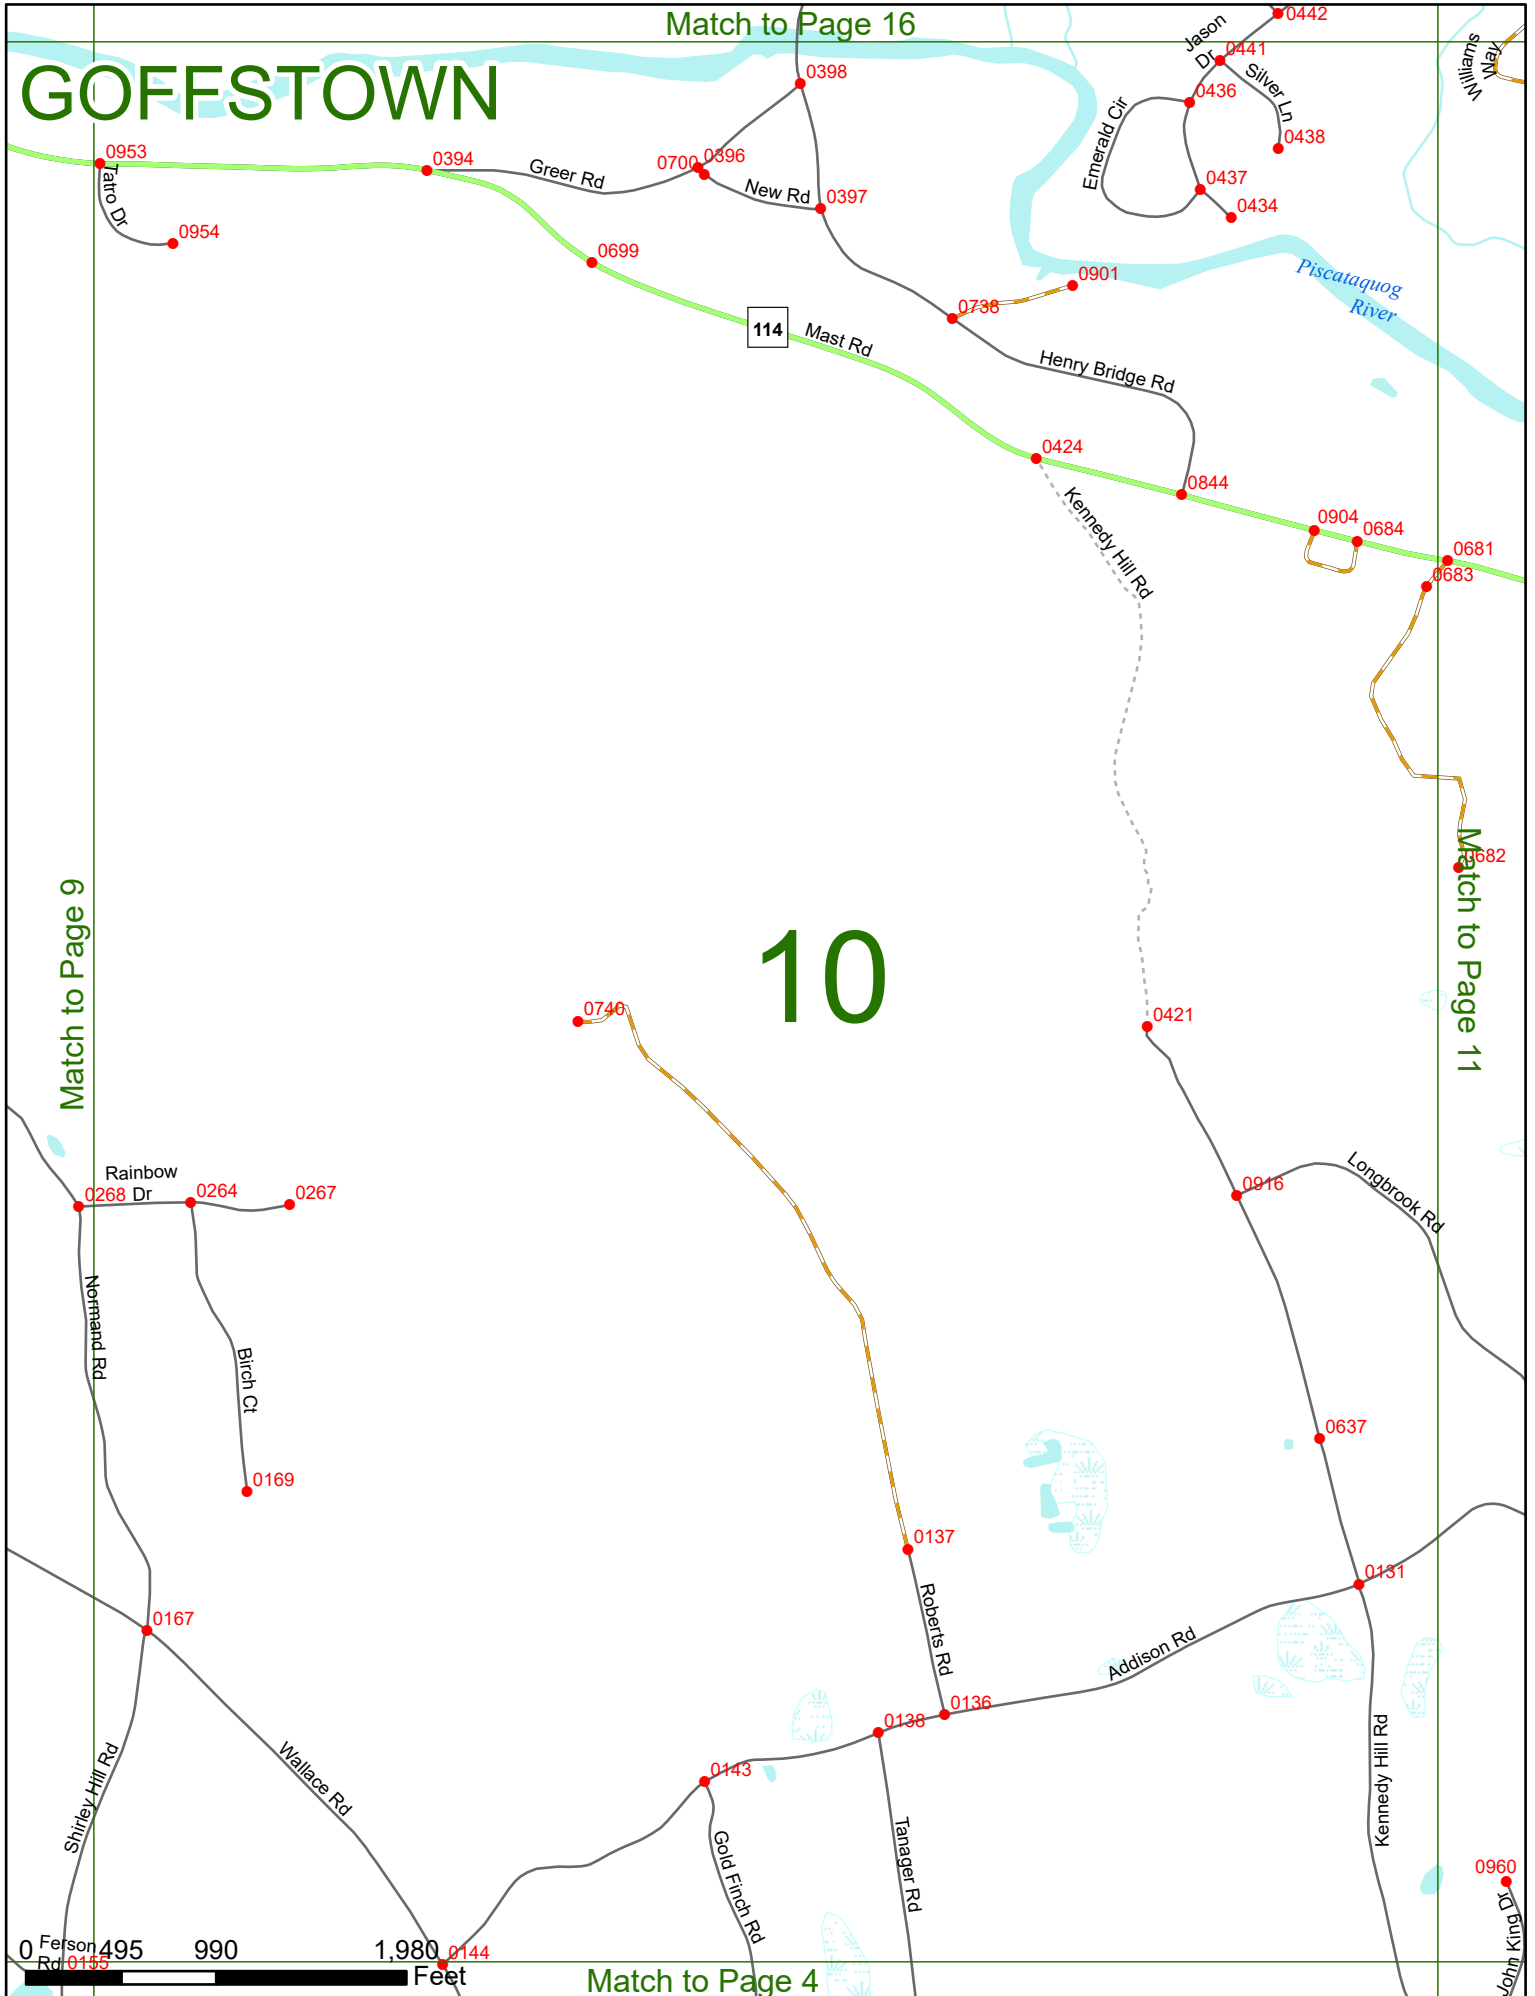 Match to Page 16
GOFFSTOWN
0442
Jason
Dr
0441
Williams
Way
0398
Silver Ln
0436
Emerald Cir
0438
0953
0394
0700
0396
Greer Rd
New Rd
0397
0437
0434
Tatro Dr
0954
0699
0901
Piscataquog
River
0738
114
Mast Rd
Henry Bridge Rd
0424
0844
Kennedy Hill Rd
0904
0684
0681
0683
0682
Match to Page 9
10
Match to Page 11
0740
0421
Rainbow
Dr
0268
0264
0267
0916
Longbrook Rd
Normand Rd
Birch Ct
0169
0637
0137
0131
0167
Roberts Rd
Addison Rd
0136
0138
Shirley Hill Rd
Wallace Rd
0143
Kennedy Hill Rd
Gold Finch Rd
Tanager Rd
0960
John King Dr
Ferson
Rd
0155
0144
0 495 990 1,980
Feet
Match to Page 4